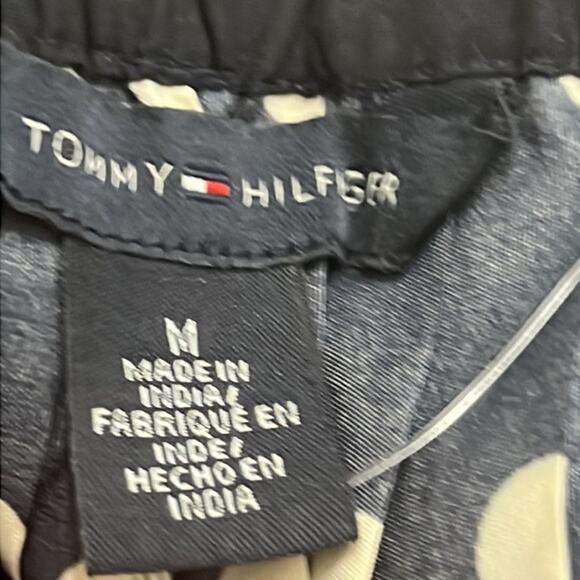 TOMMY HILFIGER
M
MADE IN
INDIA/
FABRIQUÉ EN
INDE/
HECHO EN
INDIA